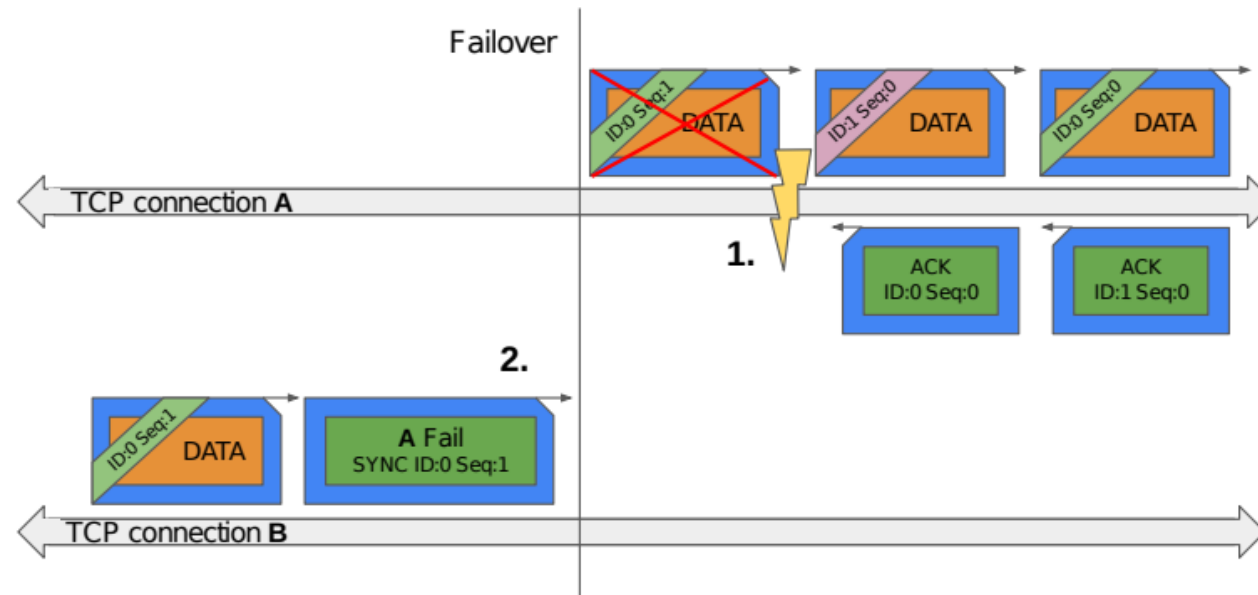 Failover
ID:0 Seq:1
DATA
ID:1 Seq:0
DATA
ID:0 Seq:0
DATA
TCP connection A
1.
ACK
ID:0 Seq:0
ACK
ID:1 Seq:0
2.
ID:0 Seq:1
DATA
A Fail
SYNC ID:0 Seq:1
TCP connection B